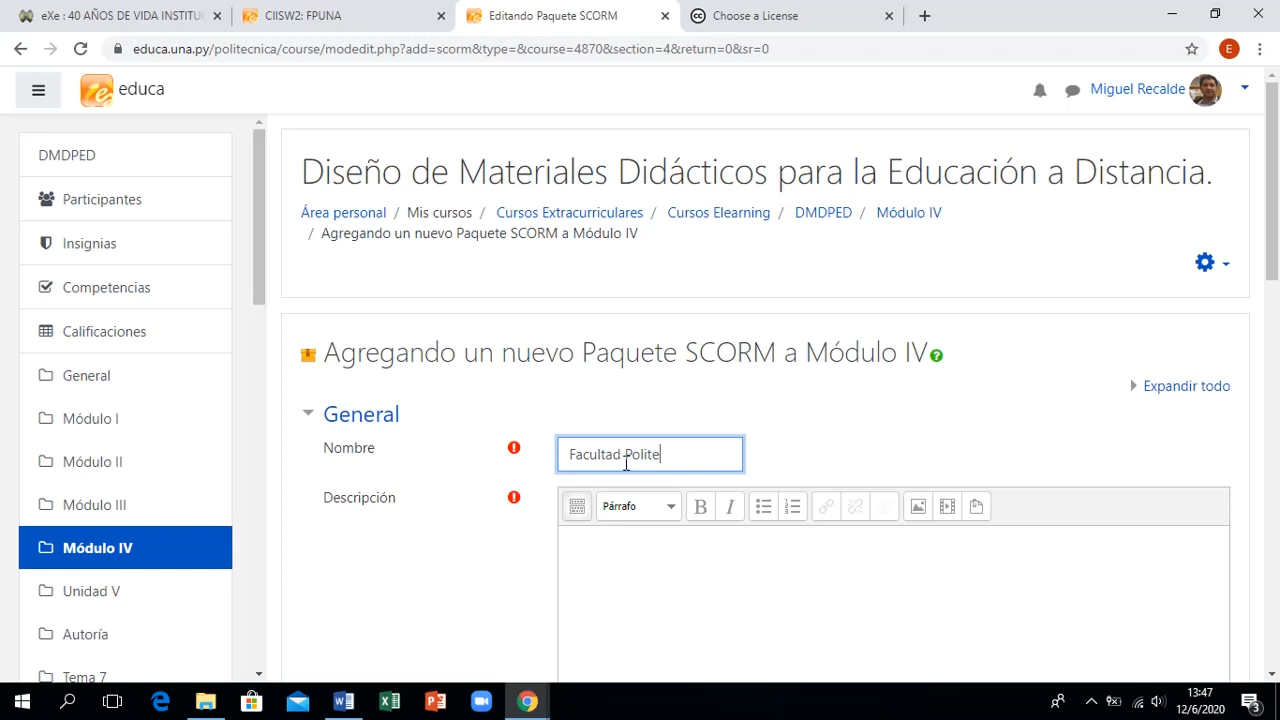 eXe : 40 AÑOS DE VIDA INSTITU
CIISW2: FPUNA
Editando Paquete SCORM
Choose a License
educa.una.py/politecnica/course/modedit.php?add=scorm&type=&course=4870&section=4&return=0&sr=0
E
educa
Miguel Recalde
DMDPED
Participantes
Insignias
Competencias
Calificaciones
General
Módulo I
Módulo II
Módulo III
Módulo IV
Unidad V
Autoría
Tema 7
Diseño de Materiales Didácticos para la Educación a Distancia.
Área personal / Mis cursos / Cursos Extracurriculares / Cursos Elearning / DMDPED / Módulo IV
/ Agregando un nuevo Paquete SCORM a Módulo IV
Agregando un nuevo Paquete SCORM a Módulo IV
Expandir todo
General
Nombre
Facultad Polite
Descripción
Párrafo
B I
13:47
12/6/2020
3